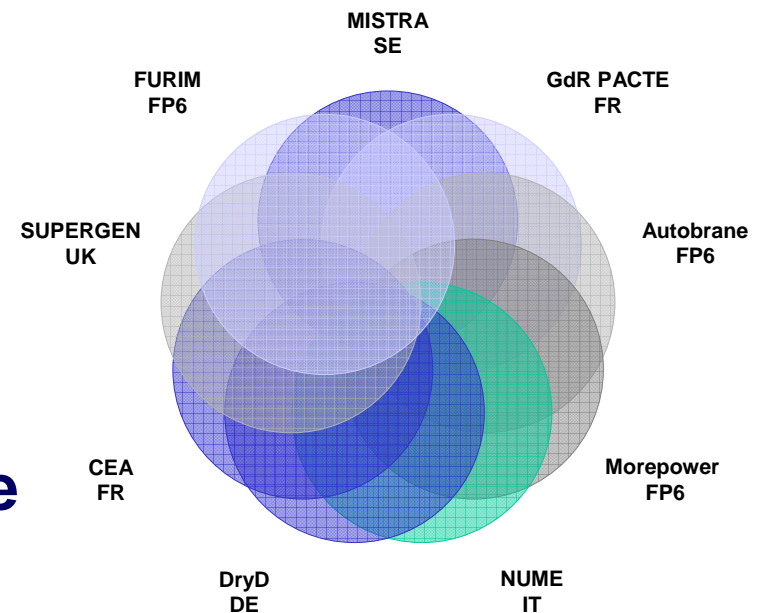 MISTRA
SE
FURIM
FP6
GdR PACTE
FR
SUPERGEN
UK
Autobrane
FP6
CEA
FR
e
Morepower
FP6
DryD
DE
NUME
IT